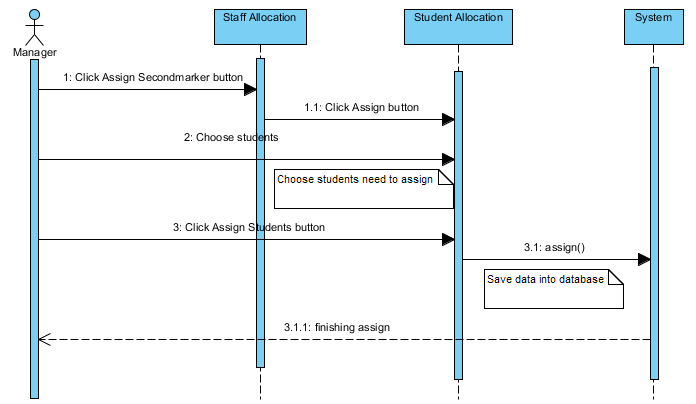 Staff Allocation
Student Allocation
System
Manager
1: Click Assign Secondmarker button
1.1: Click Assign button
2: Choose students
Choose students need to assign
3: Click Assign Students button
3.1: assign()
Save data into database
3.1.1: finishing assign